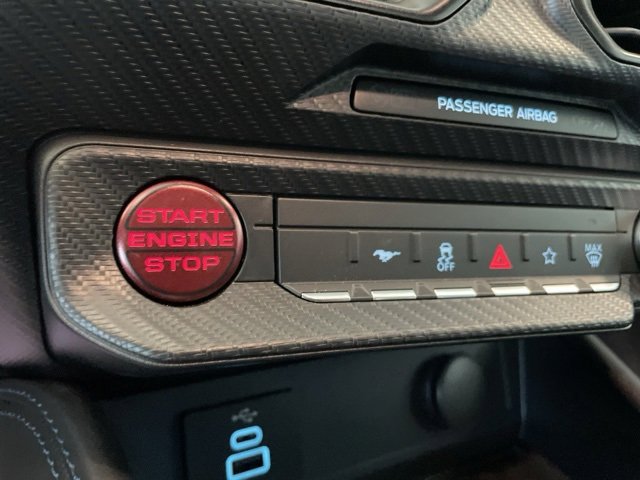 PASSENGER AIRBAG
START
ENGINE
STOP
OFF
MAX